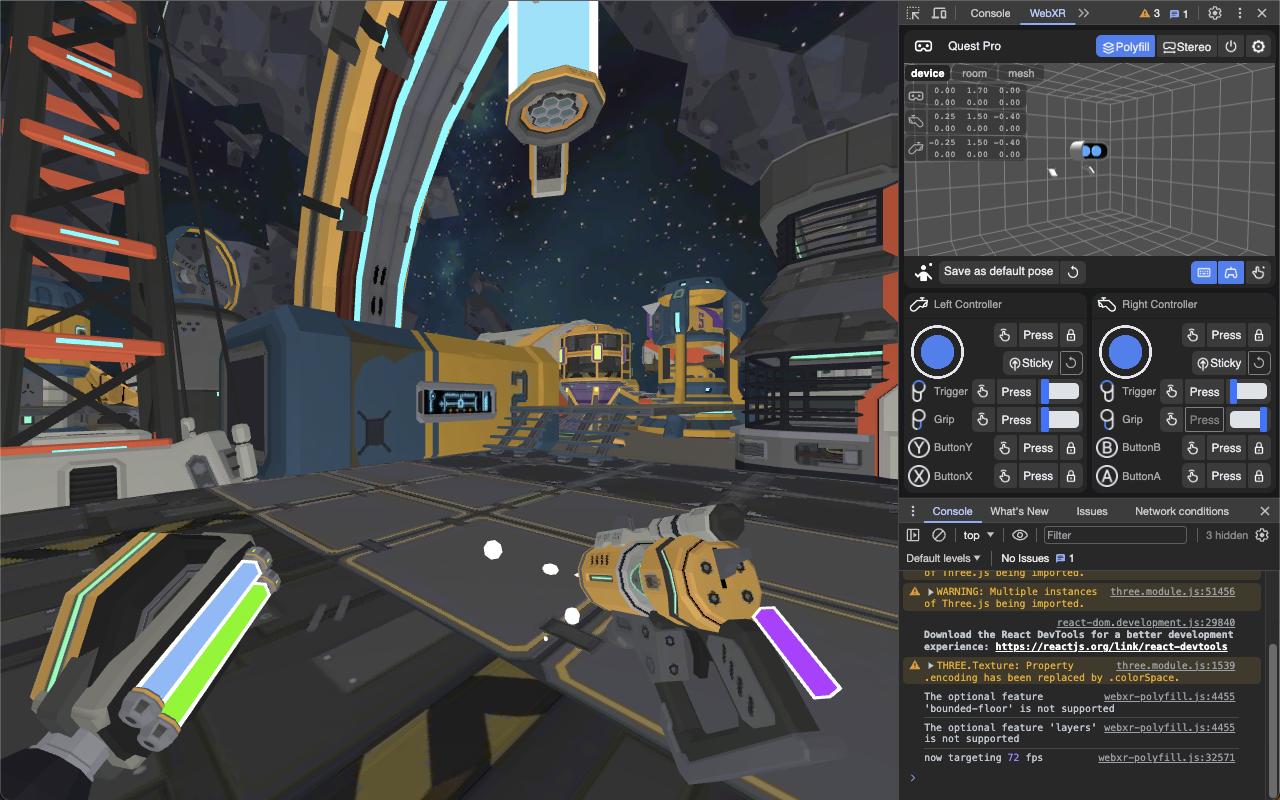 Console
WebXR
3
1
Quest Pro
Polyfill
Stereo
device
room
mesh
0.00 1.70 0.00
0.00 0.00 0.00
0.25 1.50 -0.40
0.00 0.00 0.00
-0.25 1.50 -0.40
0.00 0.00 0.00
Save as default pose
Left Controller
Press
Sticky
Trigger
Press
Grip
Press
Y ButtonY
Press
X ButtonX
Press
Right Controller
Press
Sticky
Trigger
Press
Grip
Press
B ButtonB
Press
A ButtonA
Press
Console
What's New
Issues
Network conditions
top
Filter
3 hidden
Default levels
No Issues
1
of Three.js being imported.
WARNING: Multiple instances three.module.js:51456
of Three.js being imported.
react-dom.development.js:29840
Download the React DevTools for a better development
experience: https://reactjs.org/link/react-devtools
THREE.Texture: Property three.module.js:1539
.encoding has been replaced by .colorSpace.
The optional feature webxr-polyfill.js:4455
'bounded-floor' is not supported
The optional feature 'layers' webxr-polyfill.js:4455
is not supported
now targeting 72 fps webxr-polyfill.js:32571